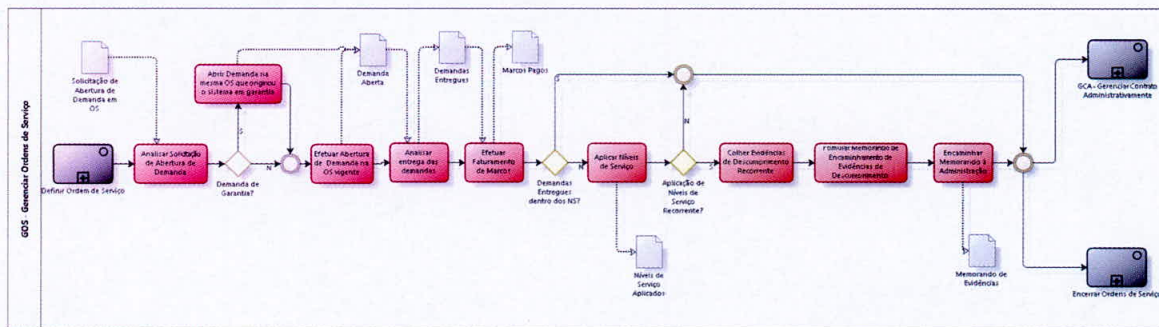 GOS - Gerenciar Ordens de Serviço
Solicitação de
Abertura de
Demanda em
OS
Definir Ordem de Serviço
Analisar Solicitação
de Abertura de
Demanda
Demanda de
Garantia?
S
N
Abrir Demanda na
mesma OS que originou
o sistema em garantia
Efetuar Abertura
de Demanda na
OS vigente
Demanda
Aberta
Analisar
entrega das
demandas
Demandas
Entregues
Efetuar
Faturamento
de Marcos
Marcos Pagos
Demandas
Entregues
dentro dos NS?
S
N
Aplicar Níveis
de Serviço
Níveis de
Serviço
Aplicados
Aplicação de
Níveis de
Serviço
Recorrente?
N
S
Colher Evidências
de Descumprimento
Recorrente
Formular Memorando de
Encaminhamento de
Evidências de
Descumprimento
Encaminhar
Memorando à
Administração
Memorando de
Evidências
GCA - Gerenciar Contrato
Administrativamente
Encerrar Ordens de Serviço